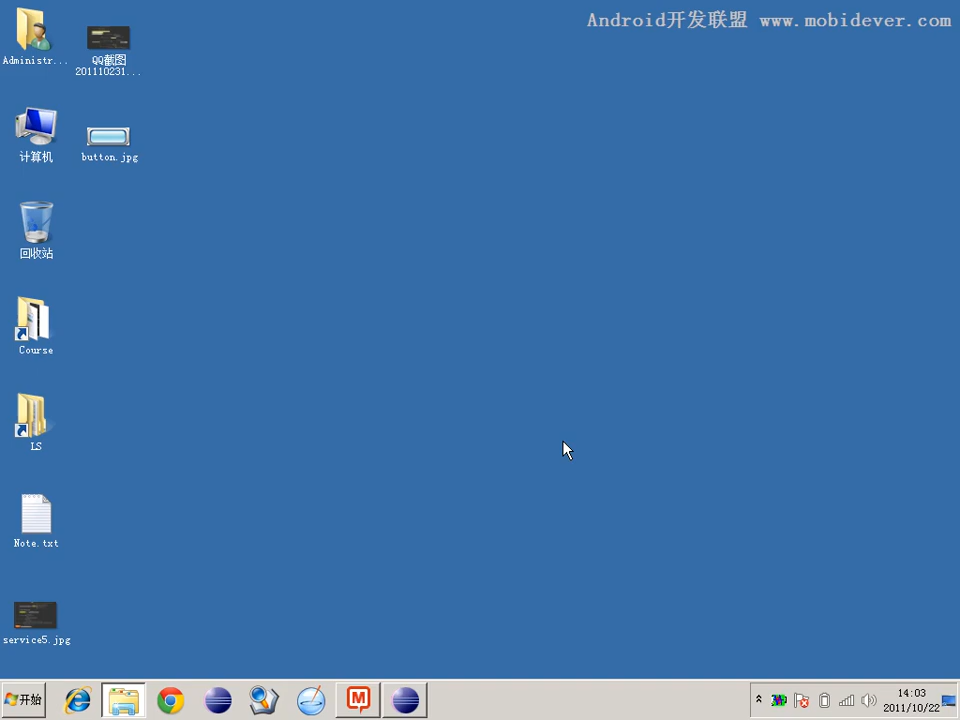 Android开发联盟 www.mobidever.com
Administr...
QQ截图
201110231...
计算机
button.jpg
回收站
Course
LS
Note.txt
service5.jpg
开始
14:03
2011/10/22